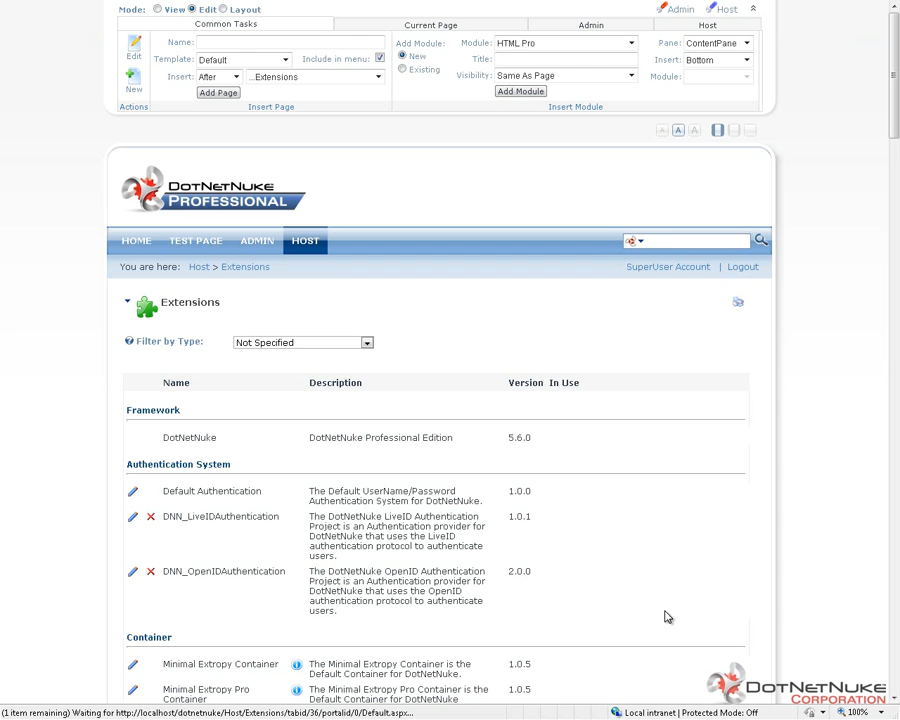 Mode: View Edit Layout Admin Host
Common Tasks Current Page Admin Host
Edit
New
Actions
Name:
Template: Default Include in menu:
Insert: After ...Extensions
Add Page
Insert Page
Add Module: Module: HTML Pro Pane: ContentPane
New Title: Insert: Bottom
Existing Visibility: Same As Page Module:
Add Module
Insert Module
A A A
DOTNETNUKE
PROFESSIONAL
HOME TEST PAGE ADMIN HOST
You are here: Host > Extensions SuperUser Account | Logout
Extensions
Filter by Type: Not Specified
Name Description Version In Use
Framework
DotNetNuke DotNetNuke Professional Edition 5.6.0
Authentication System
Default Authentication The Default UserName/Password 1.0.0
Authentication System for DotNetNuke.
DNN_LiveIDAuthentication The DotNetNuke LiveID Authentication 1.0.1
Project is an Authentication provider for
DotNetNuke that uses the LiveID
authentication protocol to authenticate
users.
DNN_OpenIDAuthentication The DotNetNuke OpenID Authentication 2.0.0
Project is an Authentication provider for
DotNetNuke that uses the OpenID
authentication protocol to authenticate
users.
Container
Minimal Extropy Container The Minimal Extropy Container is the 1.0.5
Default Container for DotNetNuke.
Minimal Extropy Pro The Minimal Extropy Pro Container is the 1.0.5
Container Default Container for DotNetNuke
DOTNETNUKE
CORPORATION
(1 item remaining) Waiting for http://localhost/dotnetnuke/Host/Extensions/tabid/36/portalid/0/Default.aspx... Local intranet | Protected Mode: Off 100%